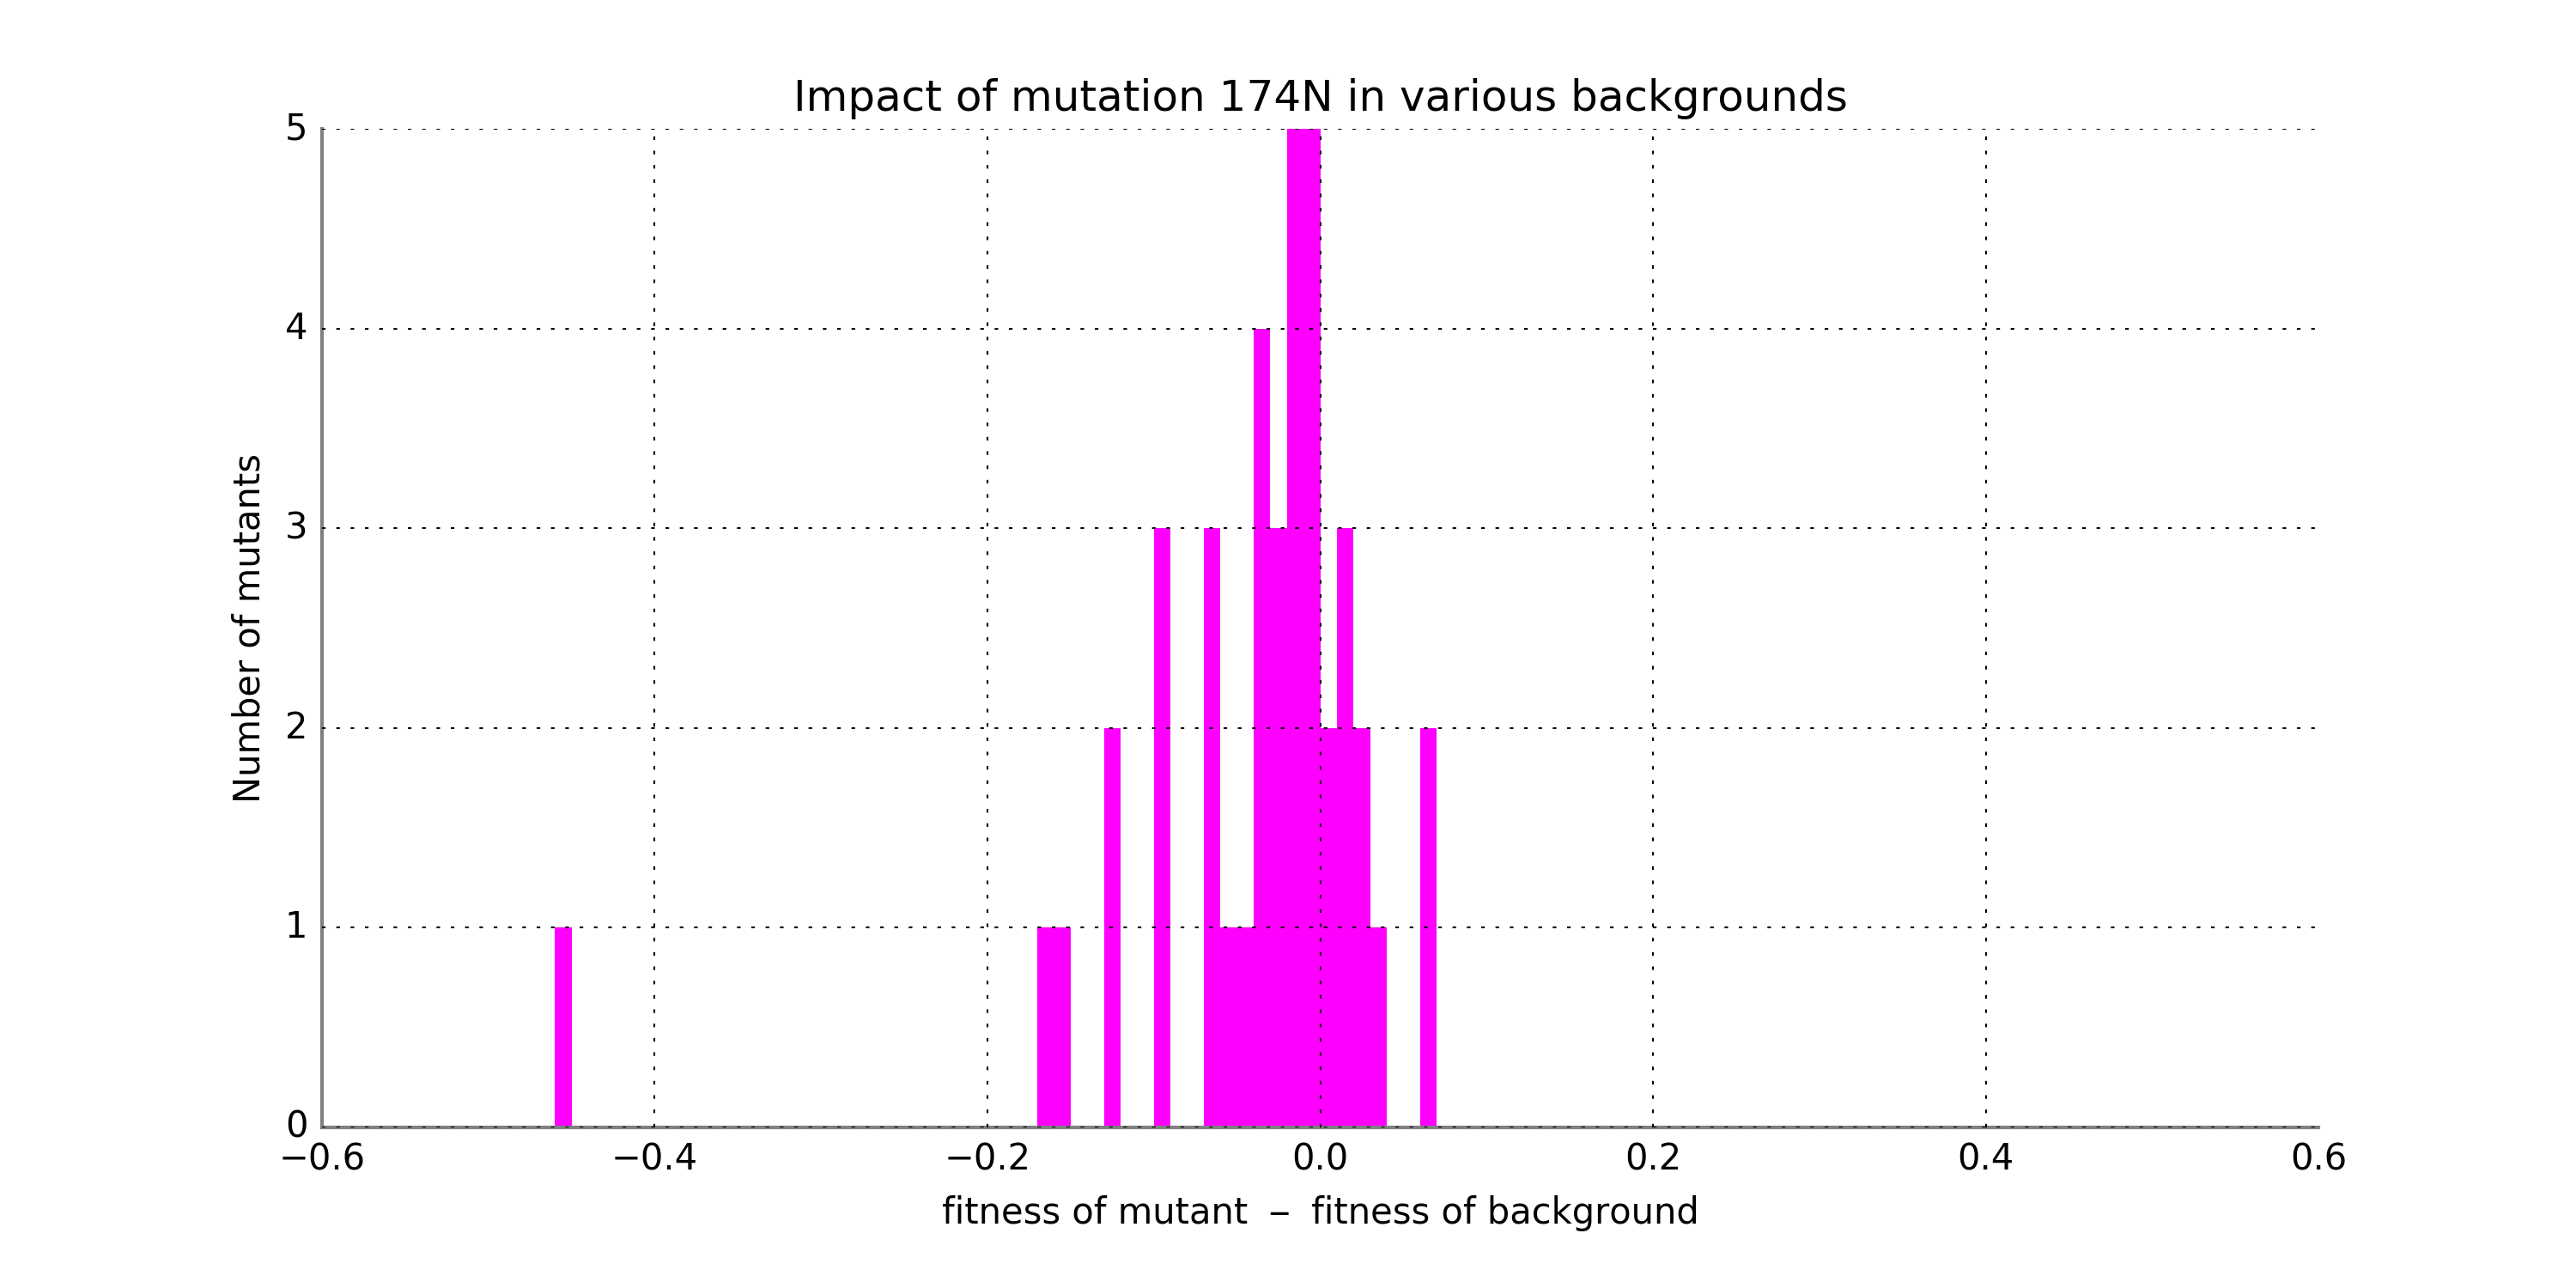 Impact of mutation 174N in various backgrounds
5
4
3
2
1
0
Number of mutants
−0.6 −0.4 −0.2 0.0 0.2 0.4 0.6
fitness of mutant − fitness of background